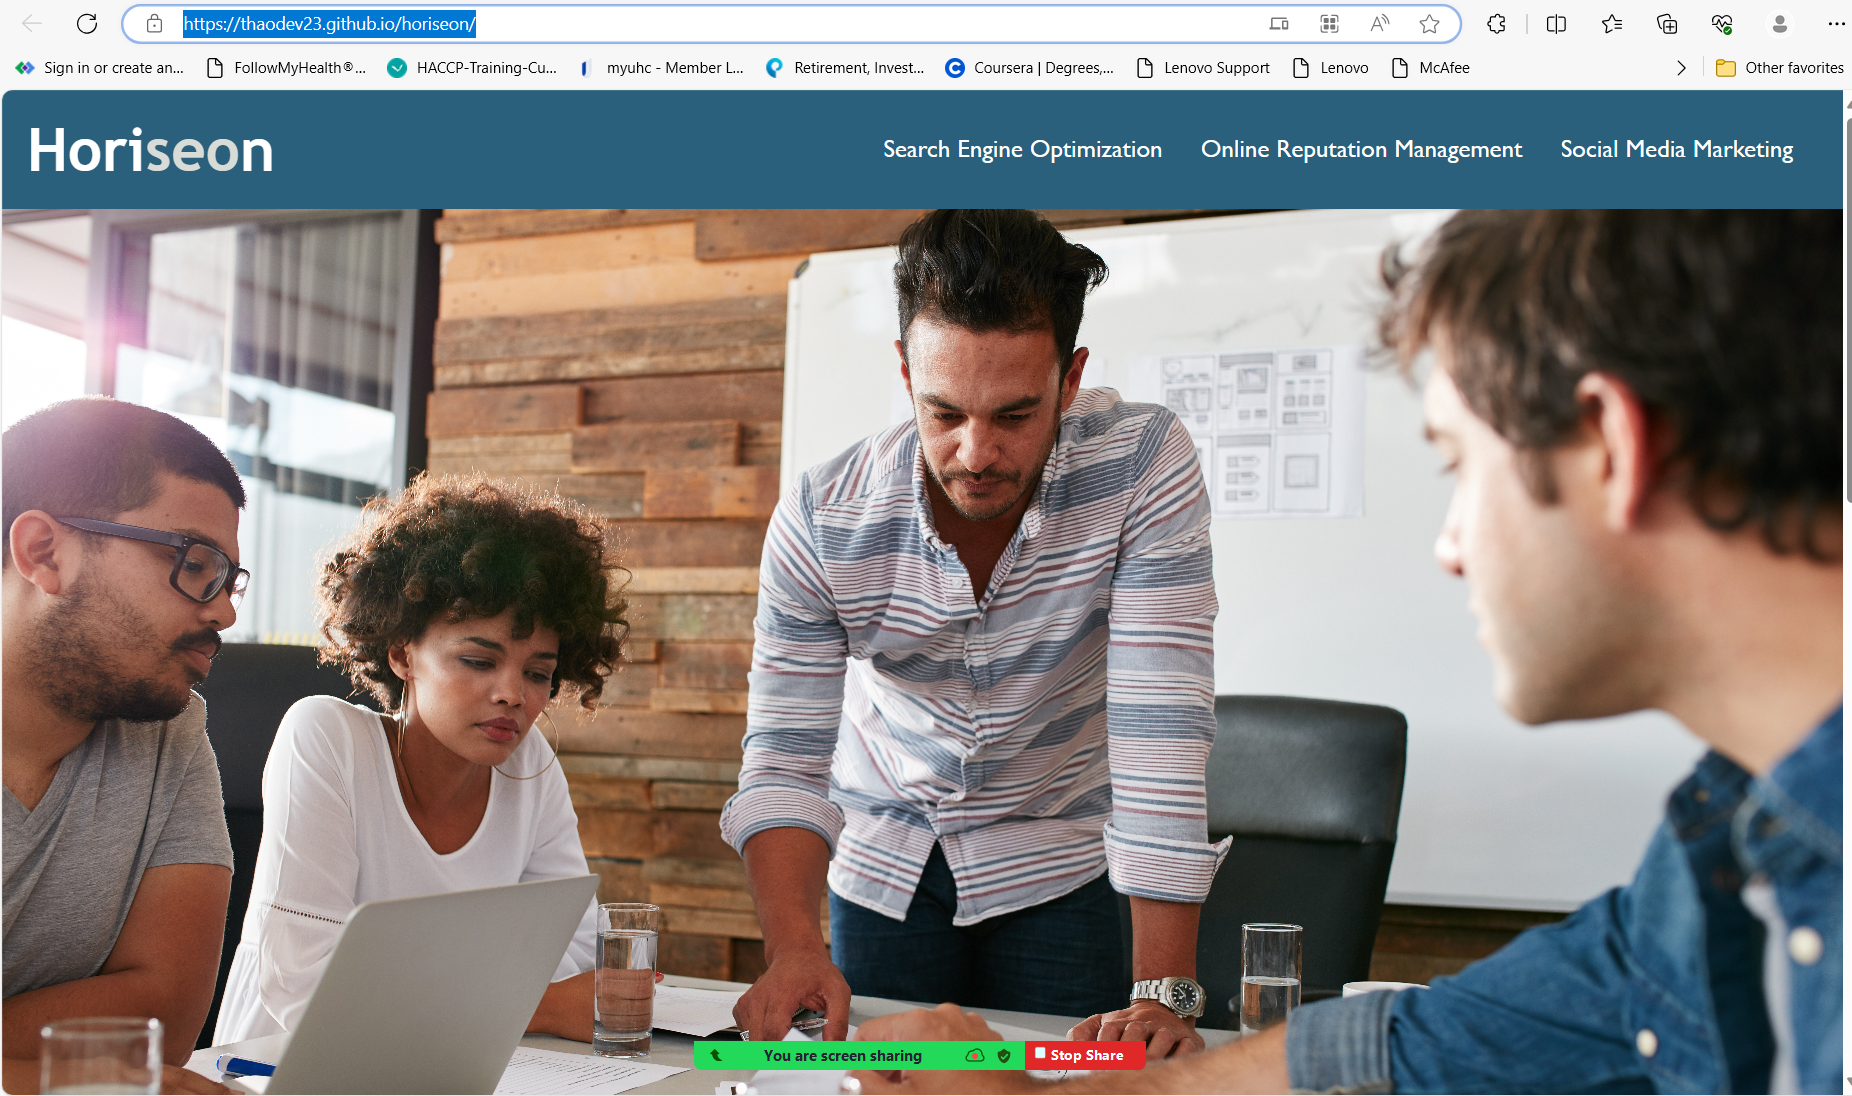 https://thaodev23.github.io/horiseon/
Sign in or create an...
FollowMyHealth®...
HACCP-Training-Cu...
myuhc - Member L...
Retirement, Invest...
Coursera | Degrees,...
Lenovo Support
Lenovo
McAfee
Other favorites
Horiseon
Search Engine Optimization
Online Reputation Management
Social Media Marketing
You are screen sharing
Stop Share